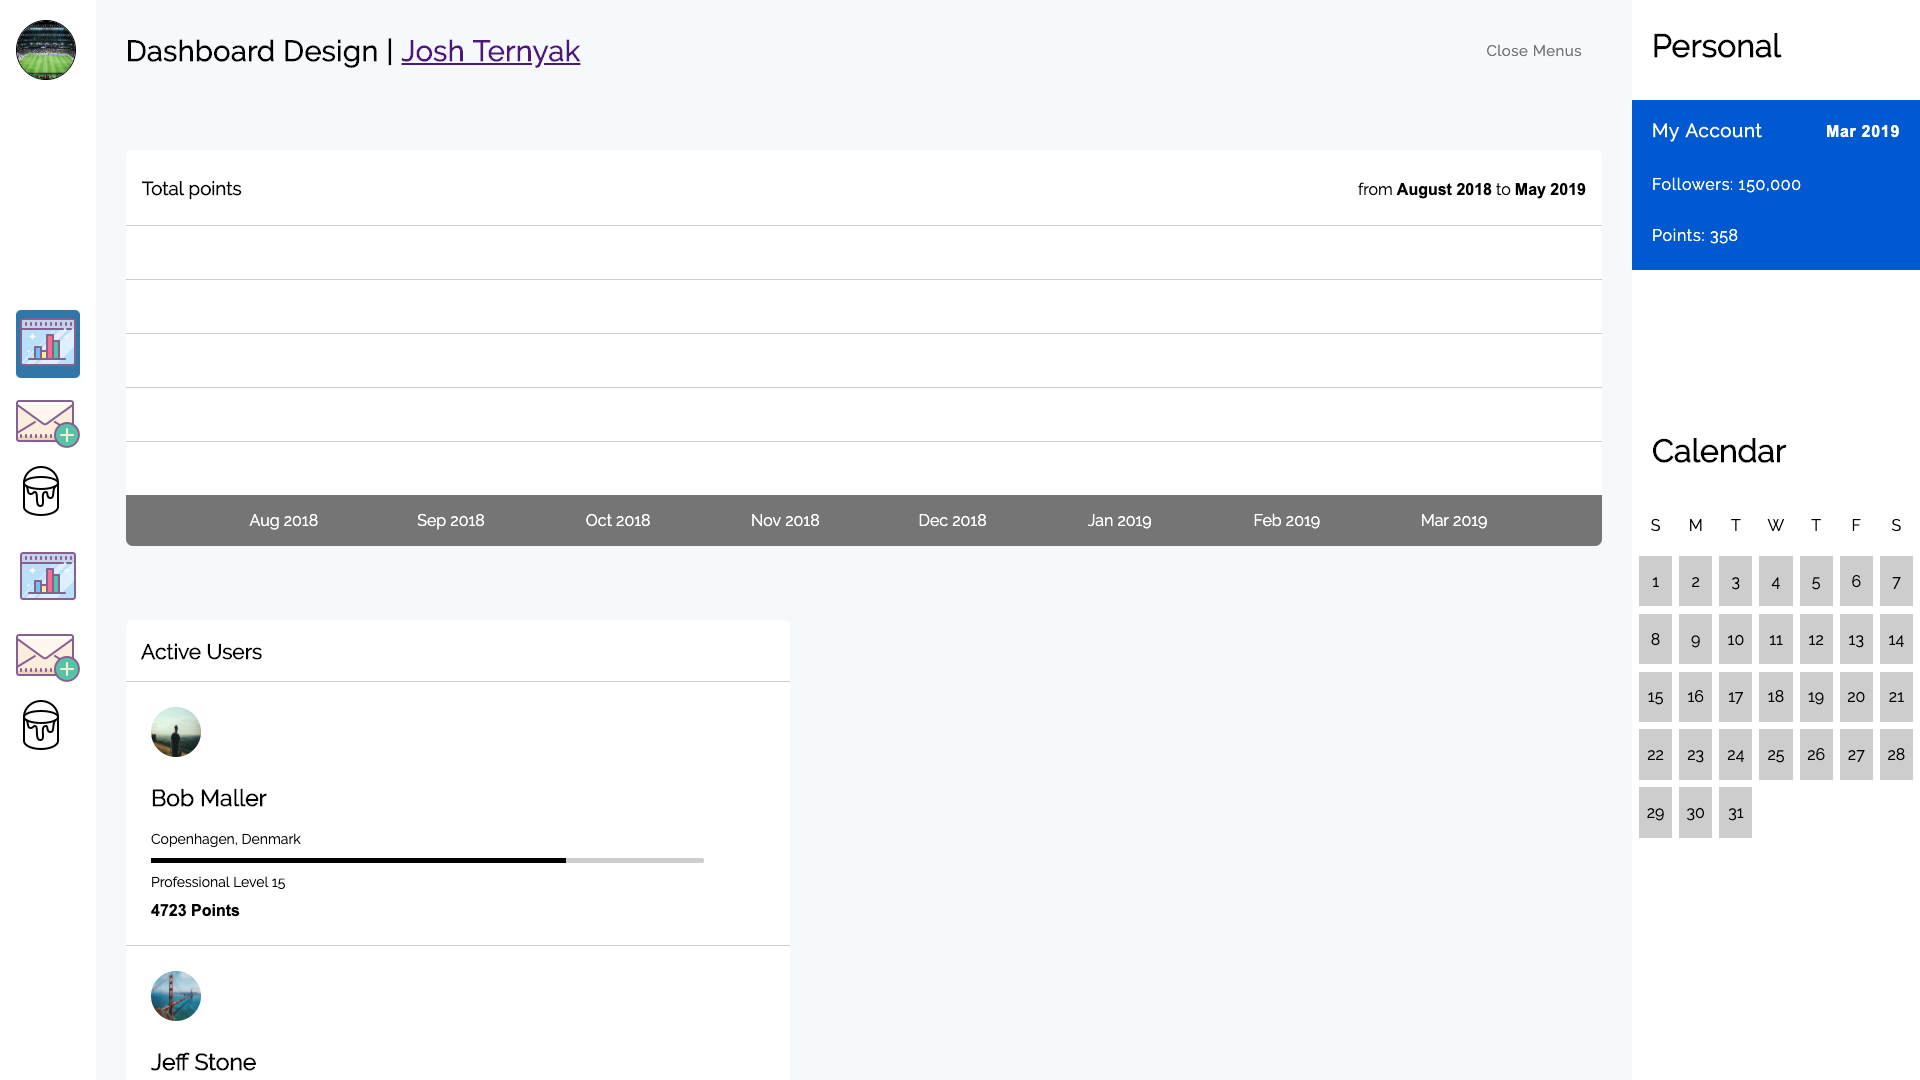 Dashboard Design | Josh Ternyak
Close Menus
Total points
from August 2018 to May 2019
Aug 2018 Sep 2018 Oct 2018 Nov 2018 Dec 2018 Jan 2019 Feb 2019 Mar 2019
Active Users
Bob Maller
Copenhagen, Denmark
Professional Level 15
4723 Points
Jeff Stone
Personal
My Account Mar 2019
Followers: 150,000
Points: 358
Calendar
S M T W T F S
1 2 3 4 5 6 7
8 9 10 11 12 13 14
15 16 17 18 19 20 21
22 23 24 25 26 27 28
29 30 31